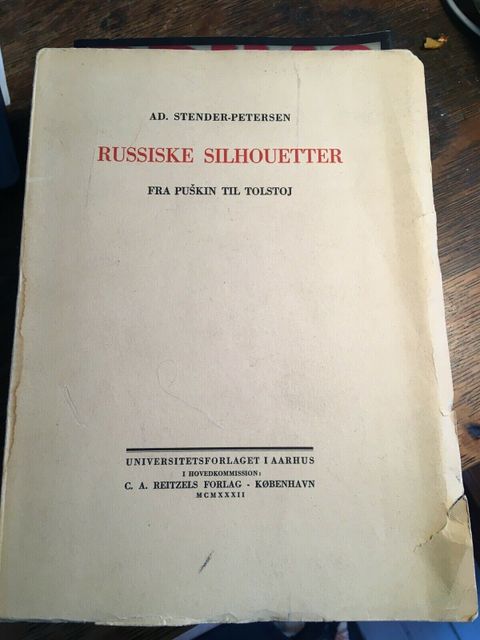 AD. STENDER-PETERSEN
RUSSISKE SILHOUETTER
FRA PUŠKIN TIL TOLSTOJ
UNIVERSITETSFORLAGET I AARHUS
I HOVEDKOMMISSION:
C. A. REITZELS FORLAG - KØBENHAVN
MCMXXXII